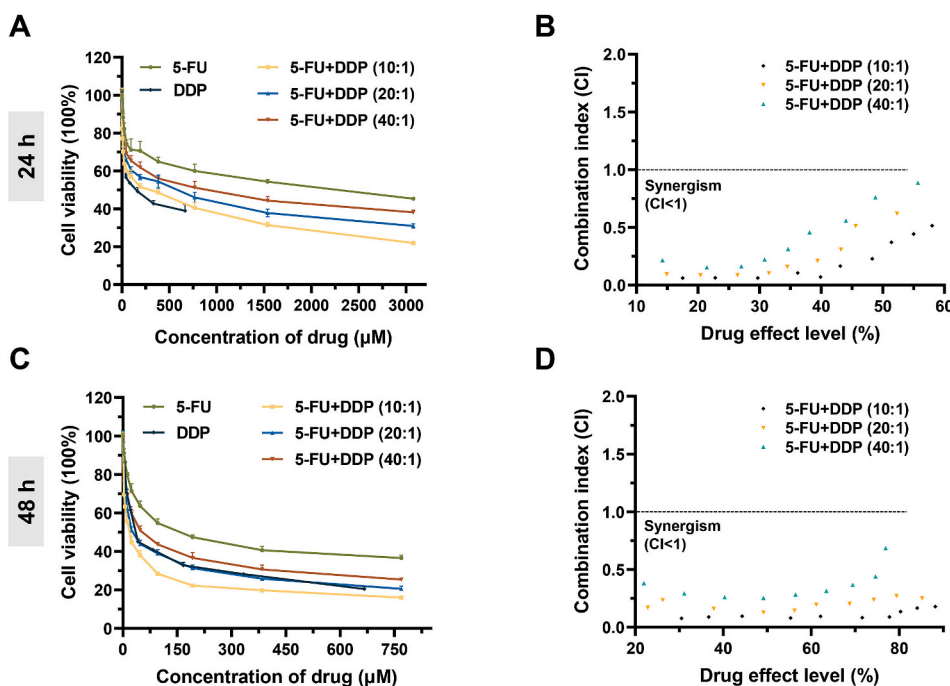 A
24 h
Cell viability (100%)
120
100
80
60
40
20
0
0 500 1000 1500 2000 2500 3000
Concentration of drug (µM)
5-FU
DDP
5-FU+DDP (10:1)
5-FU+DDP (20:1)
5-FU+DDP (40:1)
B
Combination index (CI)
2.0
1.5
1.0
0.5
0.0
10 20 30 40 50 60
Drug effect level (%)
5-FU+DDP (10:1)
5-FU+DDP (20:1)
5-FU+DDP (40:1)
Synergism
(CI<1)
C
48 h
Cell viability (100%)
120
100
80
60
40
20
0
0 150 300 450 600 750
Concentration of drug (µM)
5-FU
DDP
5-FU+DDP (10:1)
5-FU+DDP (20:1)
5-FU+DDP (40:1)
D
Combination index (CI)
2.0
1.5
1.0
0.5
0.0
20 40 60 80
Drug effect level (%)
5-FU+DDP (10:1)
5-FU+DDP (20:1)
5-FU+DDP (40:1)
Synergism
(CI<1)